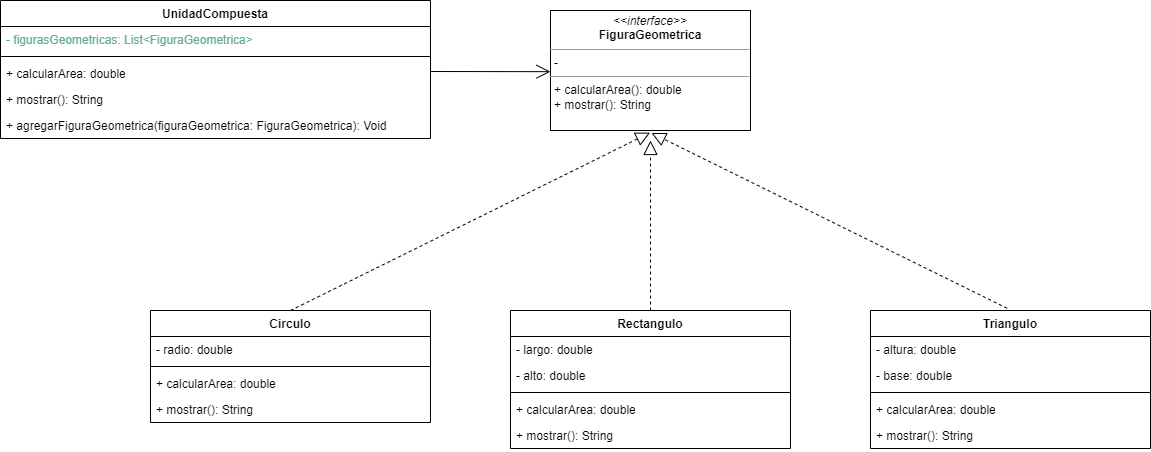 UnidadCompuesta
- figurasGeometricas: List<FiguraGeometrica>
+ calcularArea: double
+ mostrar(): String
+ agregarFiguraGeometrica(figuraGeometrica: FiguraGeometrica): Void
<<interface>>
FiguraGeometrica
-
+ calcularArea(): double
+ mostrar(): String
Círculo
- radio: double
+ calcularArea: double
+ mostrar(): String
Rectangulo
- largo: double
- alto: double
+ calcularArea: double
+ mostrar(): String
Triangulo
- altura: double
- base: double
+ calcularArea: double
+ mostrar(): String